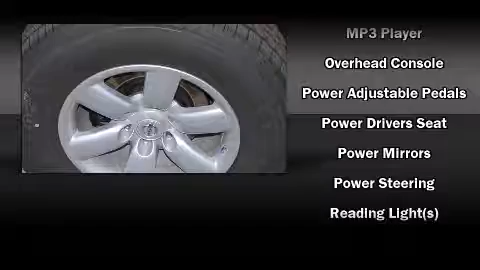 MP3 Player
Overhead Console
Power Adjustable Pedals
Power Drivers Seat
Power Mirrors
Power Steering
Reading Light(s)